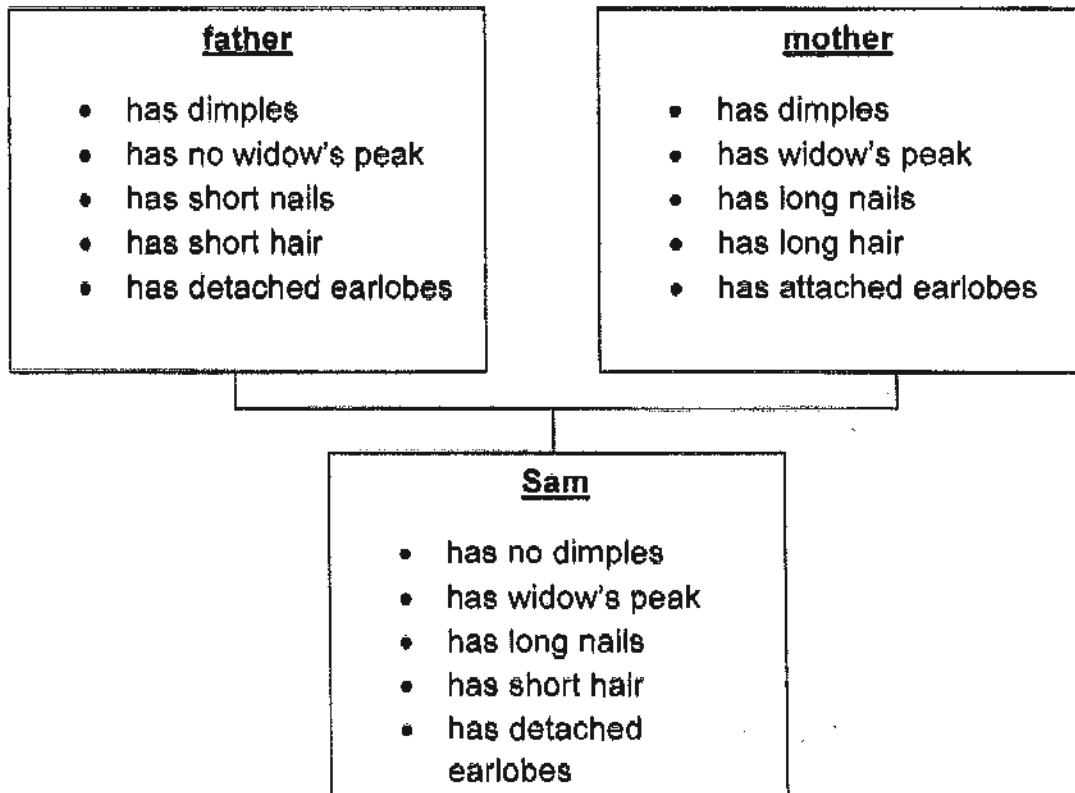 father
• has dimples
• has no widow's peak
• has short nails
• has short hair
• has detached earlobes
mother
• has dimples
• has widow's peak
• has long nails
• has long hair
• has attached earlobes
Sam
• has no dimples
• has widow's peak
• has long nails
• has short hair
• has detached
earlobes